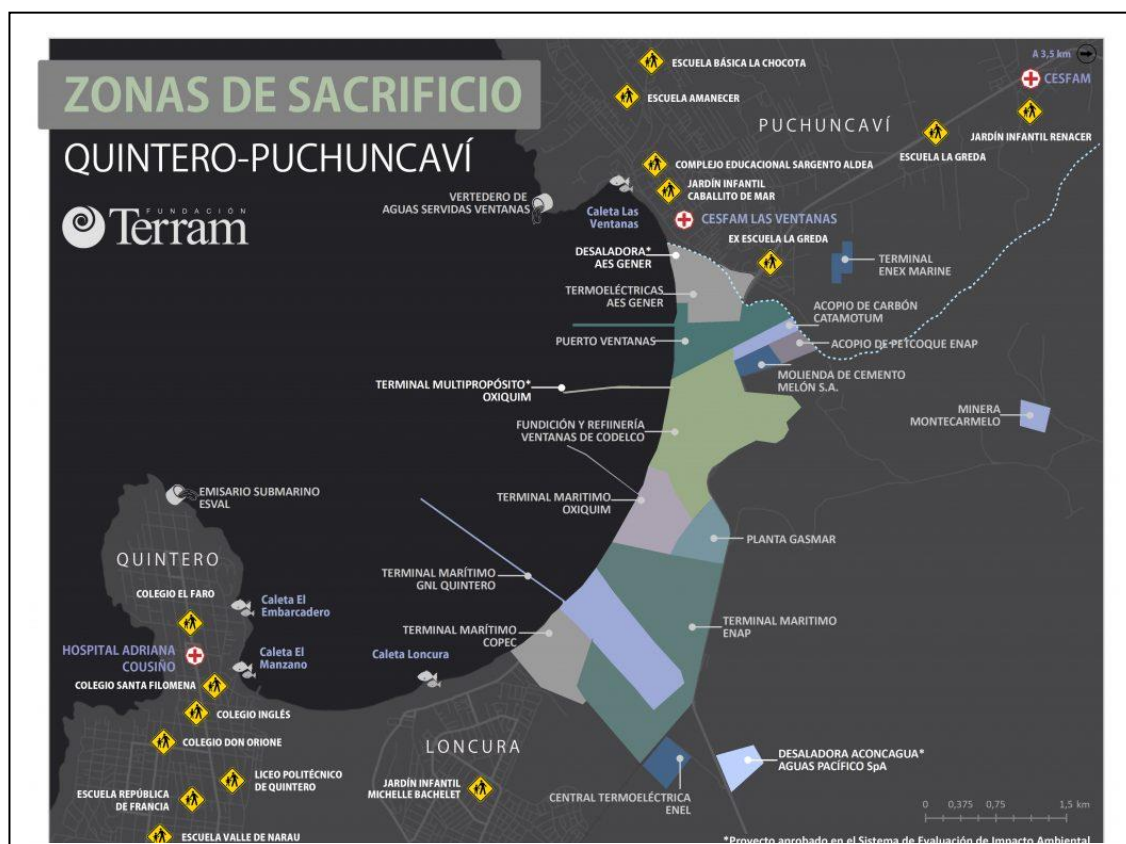 ZONAS DE SACRIFICIO
QUINTERO-PUCHUNCAVÍ
FUNDACIÓN
Terram
A 3,5 km
CESFAM
ESCUELA BÁSICA LA CHOCOTA
ESCUELA AMANECER
PUCHUNCAVÍ
JARDÍN INFANTIL RENACER
ESCUELA LA GREDA
COMPLEJO EDUCACIONAL SARGENTO ALDEA
JARDÍN INFANTIL
CABALLITO DE MAR
VERTEDERO DE
AGUAS SERVIDAS VENTANAS
Caleta Las
Ventanas
CESFAM LAS VENTANAS
EX ESCUELA LA GREDA
DESALADORA*
AES GENER
TERMINAL
ENEX MARINE
TERMOELÉCTRICAS
AES GENER
ACOPIO DE CARBÓN
CATAMOTUM
PUERTO VENTANAS
ACOPIO DE PETCOQUE ENAP
MOLIENDA DE CEMENTO
MELÓN S.A.
TERMINAL MULTIPROPÓSITO*
OXIQUIM
MINERA
MONTECARMELO
FUNDICIÓN Y REFIINERÍA
VENTANAS DE CODELCO
EMISARIO SUBMARINO
ESVAL
TERMINAL MARITIMO
OXIQUIM
PLANTA GASMAR
QUINTERO
TERMINAL MARÍTIMO
GNL QUINTERO
COLEGIO EL FARO
Caleta El
Embarcadero
TERMINAL MARÍTIMO
COPEC
TERMINAL MARITIMO
ENAP
HOSPITAL ADRIANA
COUSIÑO
Caleta El
Manzano
Caleta Loncura
COLEGIO SANTA FILOMENA
COLEGIO INGLÉS
COLEGIO DON ORIONE
LONCURA
DESALADORA ACONCAGUA*
AGUAS PACÍFICO SpA
LICEO POLITÉCNICO
DE QUINTERO
JARDÍN INFANTIL
MICHELLE BACHELET
ESCUELA REPÚBLICA
DE FRANCIA
CENTRAL TERMOELÉCTRICA
ENEL
0 0,375 0,75 1,5 km
ESCUELA VALLE DE NARAU
*Proyecto aprobado en el Sistema de Evaluación de Impacto Ambiental